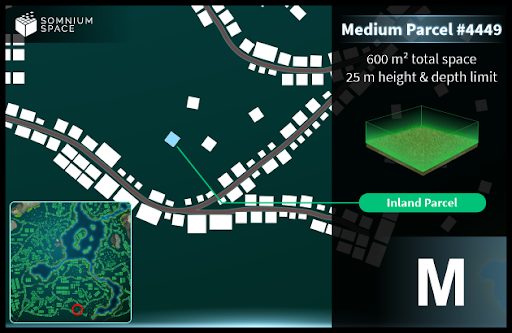 SOMNIUM
SPACE
Medium Parcel #4449
600 m² total space
25 m height & depth limit
Inland Parcel
M